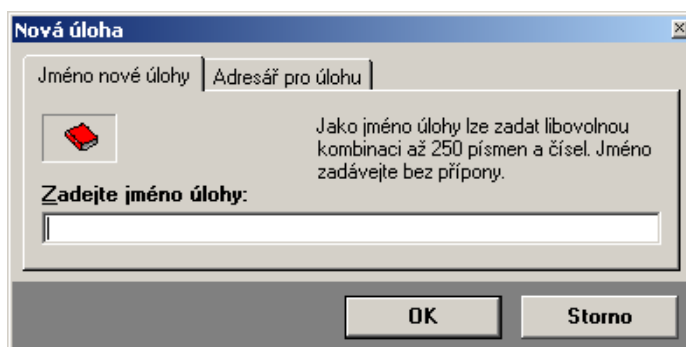 Nová úloha
Jméno nové úlohy Adresář pro úlohu
Jako jméno úlohy lze zadat libovolnou
kombinaci až 250 písmen a čísel. Jméno
zadávejte bez přípony.
Zadejte jméno úlohy:
OK Storno